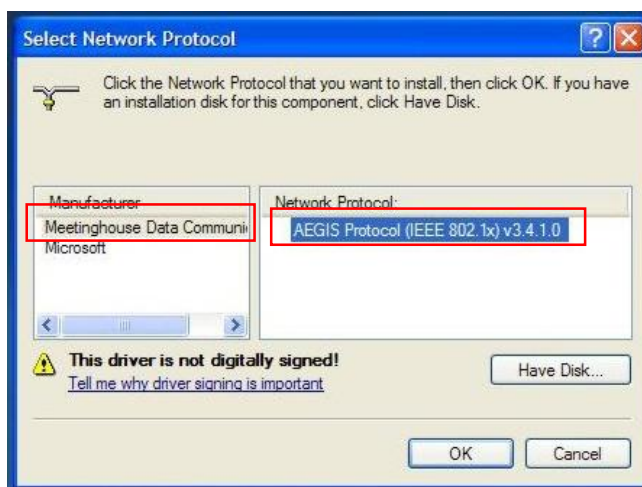 Select Network Protocol
Click the Network Protocol that you want to install, then click OK. If you have
an installation disk for this component, click Have Disk.
Manufacturer
Meetinghouse Data Communi
Microsoft
Network Protocol:
AEGIS Protocol (IEEE 802.1x) v3.4.1.0
This driver is not digitally signed!
Tell me why driver signing is important
Have Disk...
OK
Cancel